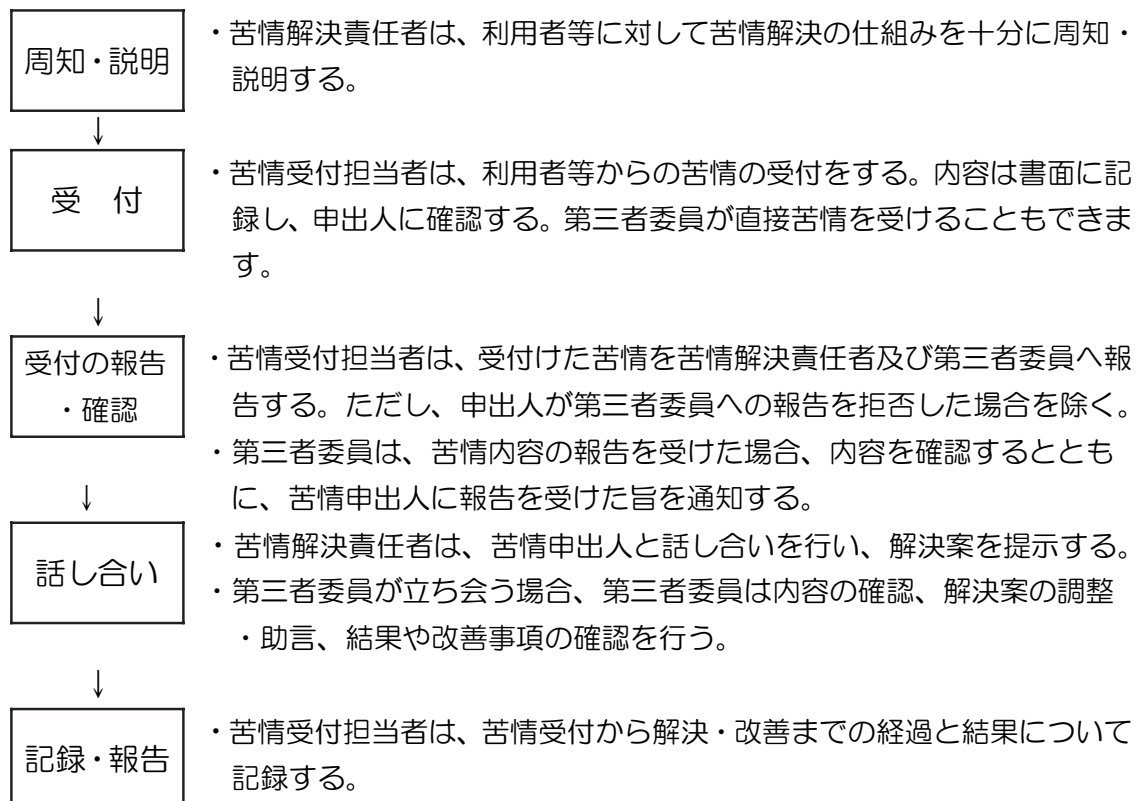 周知・説明
・苦情解決責任者は、利用者等に対して苦情解決の仕組みを十分に周知・
説明する。
↓
受　付
・苦情受付担当者は、利用者等からの苦情の受付をする。内容は書面に記
録し、申出人に確認する。第三者委員が直接苦情を受けることもできま
す。
↓
受付の報告
・確認
・苦情受付担当者は、受付けた苦情を苦情解決責任者及び第三者委員へ報
告する。ただし、申出人が第三者委員への報告を拒否した場合を除く。
・第三者委員は、苦情内容の報告を受けた場合、内容を確認するととも
に、苦情申出人に報告を受けた旨を通知する。
↓
話し合い
・苦情解決責任者は、苦情申出人と話し合いを行い、解決案を提示する。
・第三者委員が立ち会う場合、第三者委員は内容の確認、解決案の調整
・助言、結果や改善事項の確認を行う。
↓
記録・報告
・苦情受付担当者は、苦情受付から解決・改善までの経過と結果について
記録する。